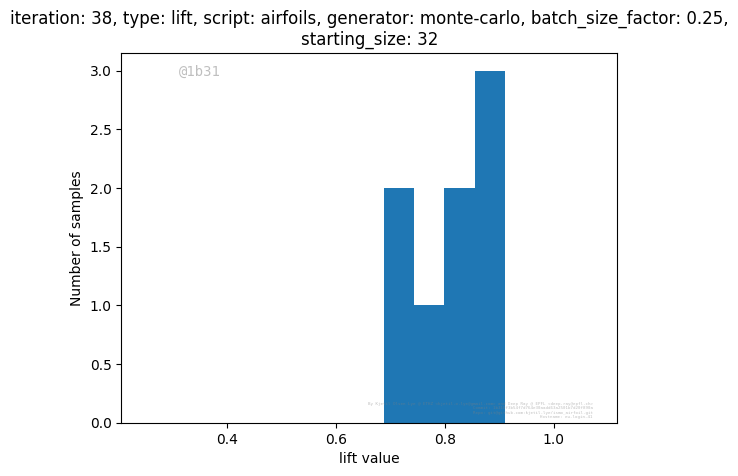 iteration: 38, type: lift, script: airfoils, generator: monte-carlo, batch_size_factor: 0.25,
starting_size: 32
@1b31
3.0
2.5
2.0
1.5
1.0
0.5
0.0
Number of samples
0.4 0.6 0.8 1.0
lift value